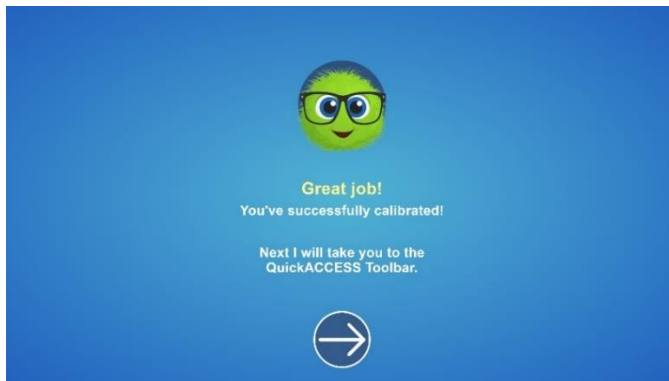 Great job!
You've successfully calibrated!
Next I will take you to the
QuickACCESS Toolbar.